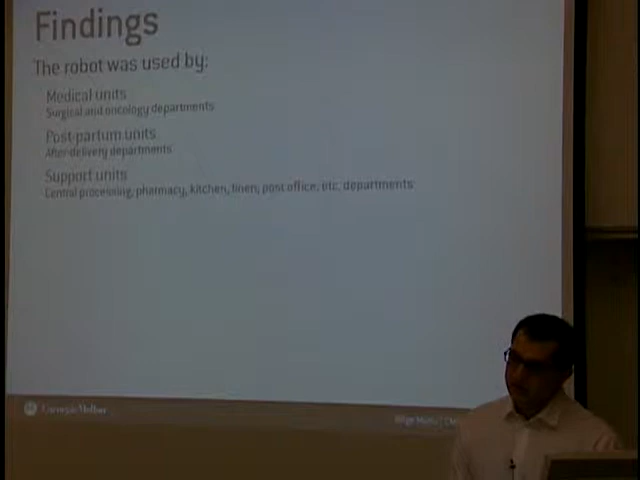 Findings
The robot was used by:
Medical units
Surgical and oncology departments
Post-partum units
After-delivery departments
Support units
Central processing, pharmacy, kitchen, linen, post office, etc. departments
Carnegie Mellon